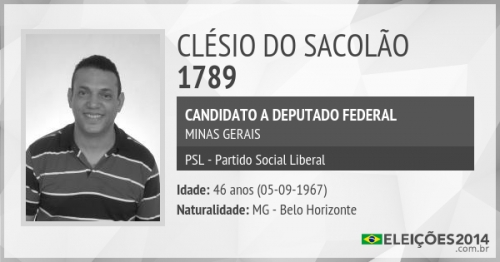 CLÉSIO DO SACOLÃO
1789
CANDIDATO A DEPUTADO FEDERAL
MINAS GERAIS
PSL - Partido Social Liberal
Idade: 46 anos (05-09-1967)
Naturalidade: MG - Belo Horizonte
ELEIÇÕES2014
.com.br